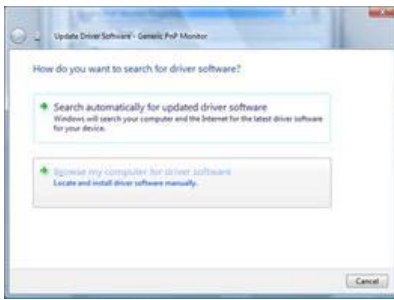 Update Driver Software - Generic PnP Monitor
How do you want to search for driver software?
Search automatically for updated driver software
Windows will search your computer and the Internet for the latest driver software
for your device.
Browse my computer for driver software
Locate and install driver software manually.
Cancel